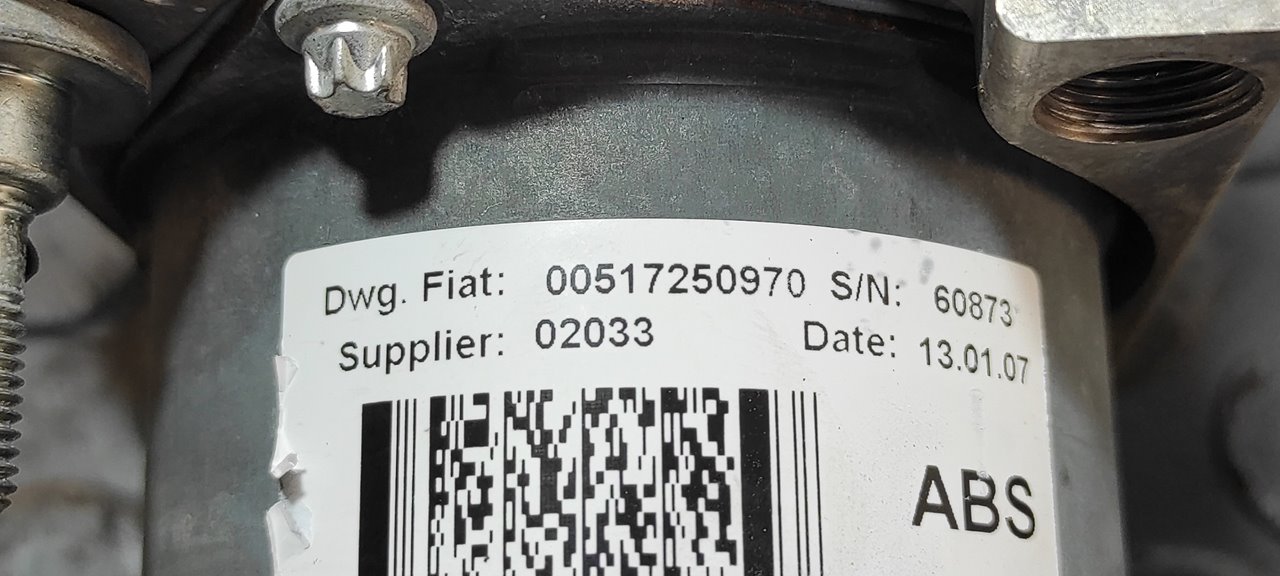 Dwg. Fiat: 00517250970 S/N: 60873
Supplier: 02033 Date: 13.01.07
ABS